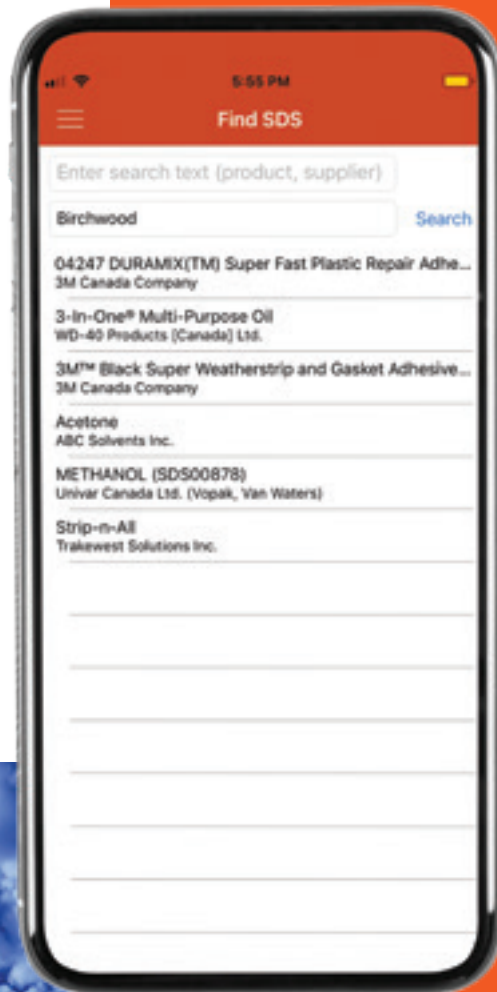 5:55 PM
Find SDS
Enter search text (product, supplier)
Birchwood
Search
04247 DURAMIX(TM) Super Fast Plastic Repair Adhe...
3M Canada Company
3-In-One® Multi-Purpose Oil
WD-40 Products [Canada] Ltd.
3M™ Black Super Weatherstrip and Gasket Adhesive...
3M Canada Company
Acetone
ABC Solvents Inc.
METHANOL (SDS00878)
Univar Canada Ltd. (Vopak, Van Waters)
Strip-n-All
Trakewest Solutions Inc.